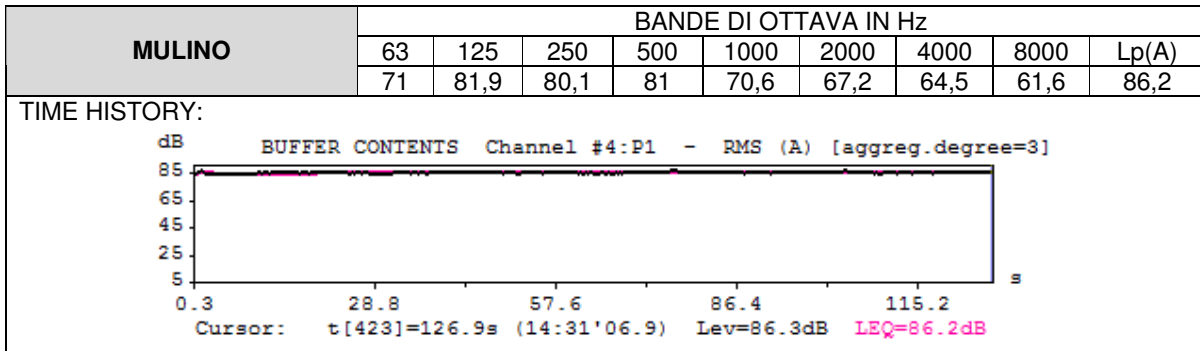 BANDE DI OTTAVA IN Hz
MULINO
63 125 250 500 1000 2000 4000 8000 Lp(A)
71 81,9 80,1 81 70,6 67,2 64,5 61,6 86,2
TIME HISTORY:
dB BUFFER CONTENTS Channel #4:P1 - RMS (A) [aggreg.degree=3]
85
65
45
25
5
s
0.3 28.8 57.6 86.4 115.2
Cursor: t[423]=126.9s (14:31'06.9) Lev=86.3dB LEQ=86.2dB